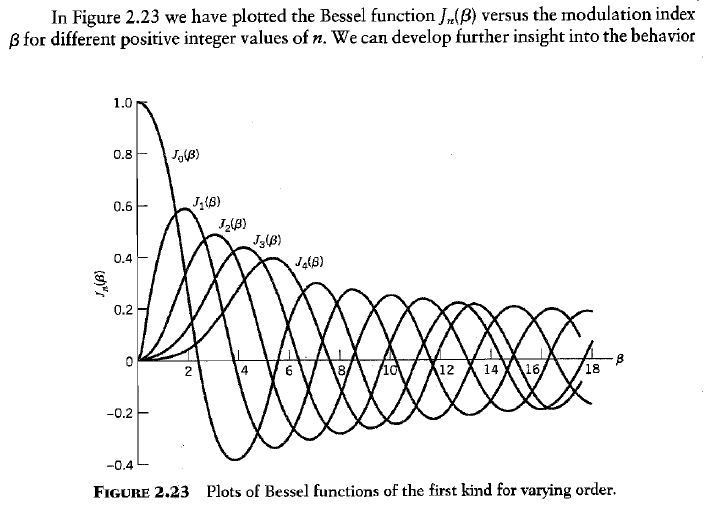 In Figure 2.23 we have plotted the Bessel function Jₙ(β) versus the modulation index
β for different positive integer values of n. We can develop further insight into the behavior
1.0
0.8
J₀(β)
0.6
J₁(β)
J₂(β)
J₃(β)
0.4
J₄(β)
Jₙ(β)
0.2
0
2 4 6 8 10 12 14 16 18 β
−0.2
−0.4
FIGURE 2.23 Plots of Bessel functions of the first kind for varying order.